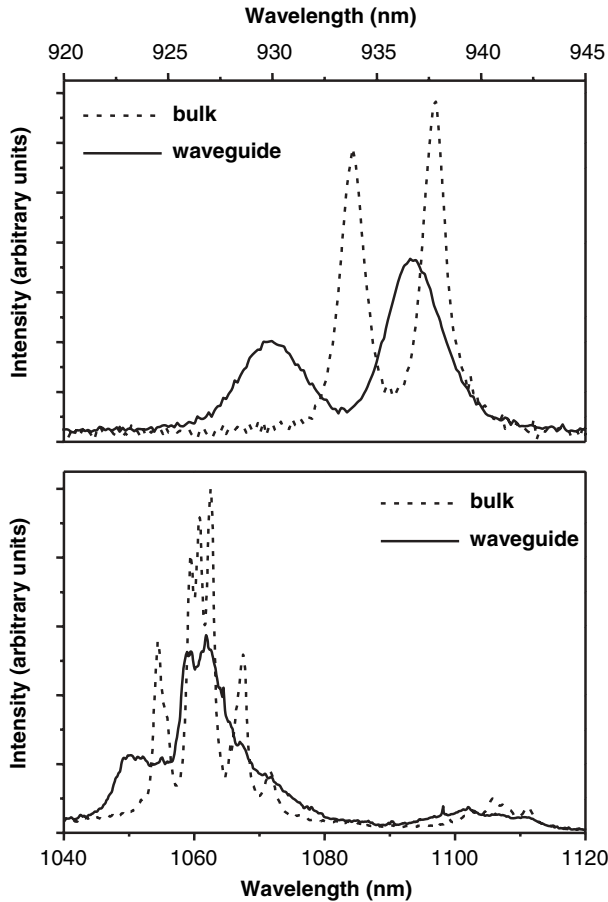 Wavelength (nm)
920 925 930 935 940 945
Intensity (arbitrary units)
bulk
waveguide
Intensity (arbitrary units)
bulk
waveguide
1040 1060 1080 1100 1120
Wavelength (nm)